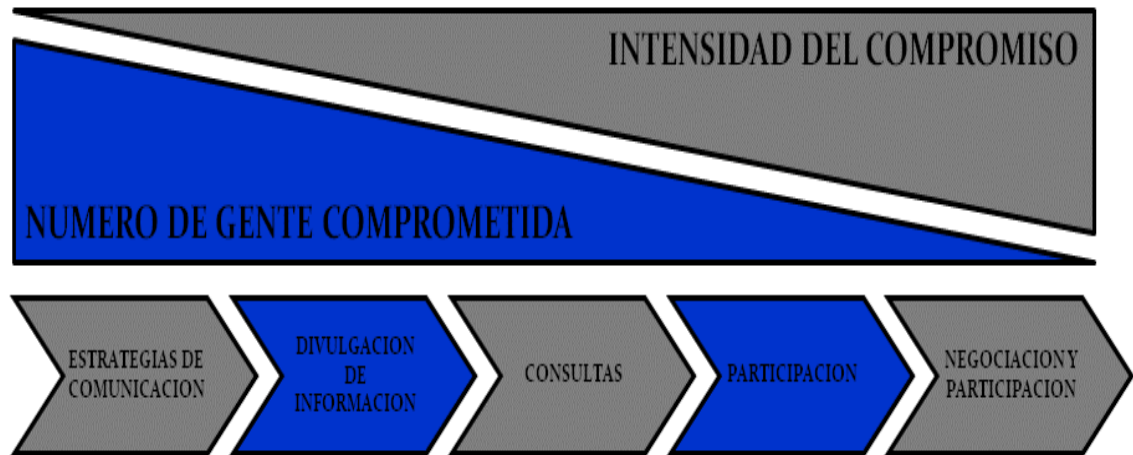 INTENSIDAD DEL COMPROMISO
NUMERO DE GENTE COMPROMETIDA
ESTRATEGIAS DE
COMUNICACION
DIVULGACION
DE
INFORMACION
CONSULTAS
PARTICIPACION
NEGOCIACION Y
PARTICIPACION